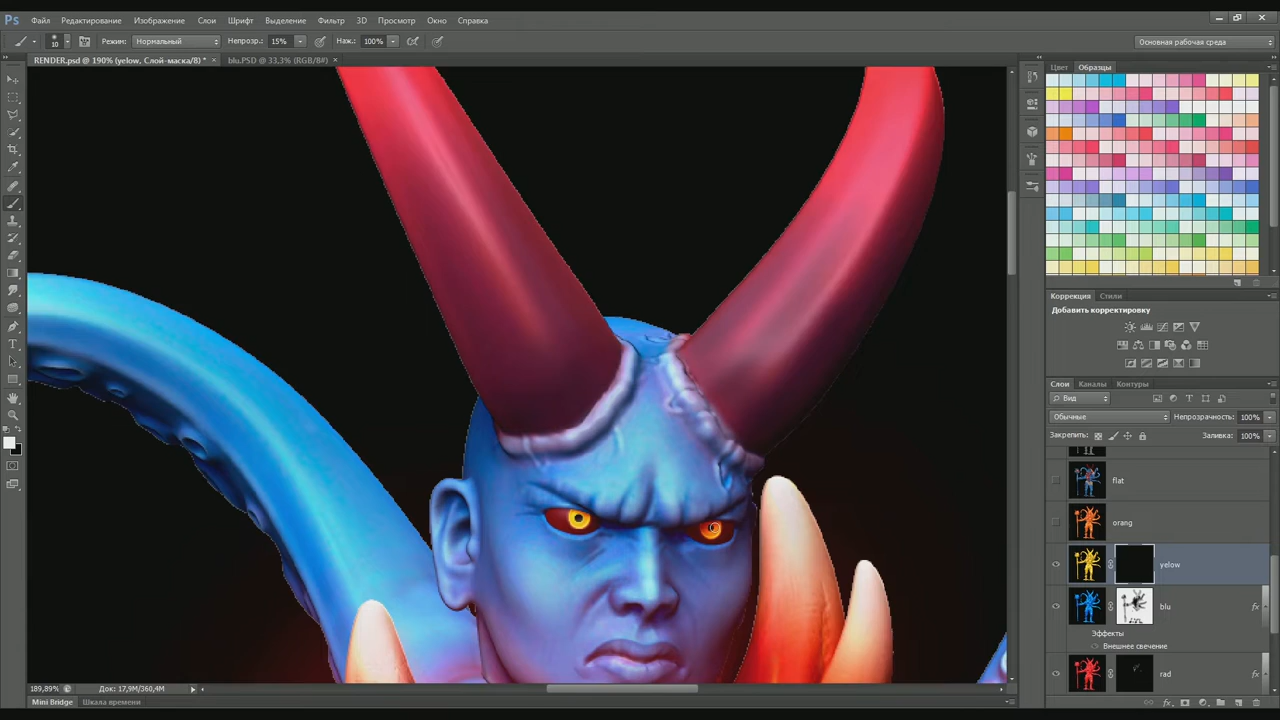 Ps Файл Редактирование Изображение Слои Шрифт Выделение Фильтр 3D Просмотр Окно Справка
10 Режим: Нормальный Непрозр.: 15% Наж.: 100% Основная рабочая среда
RENDER.psd @ 190% (yelow, Слой-маска/8) * × blu.PSD @ 33,3% (RGB/8#) ×
Цвет Образцы
Коррекция Стили
Добавить корректировку
Слои Каналы Контуры
Вид
Обычные Непрозрачность: 100%
Закрепить: Заливка: 100%
flat
orang
yelow
blu fx
Эффекты
Внешнее свечение
rad
189,89% Док: 17,9M/360,4M
Mini Bridge Шкала времени